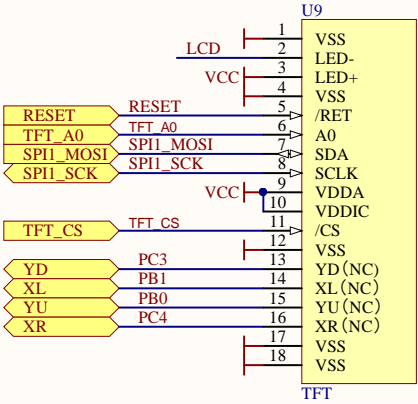 U9
1 VSS
LCD 2 LED-
VCC 3 LED+
4 VSS
RESET RESET 5 /RET
TFT_A0 TFT_A0 6 A0
SPI1_MOSI SPI1_MOSI 7 SDA
SPI1_SCK SPI1_SCK 8 SCLK
VCC 9 VDDA
10 VDDIC
TFT_CS TFT_CS 11 /CS
12 VSS
YD PC3 13 YD(NC)
XL PB1 14 XL(NC)
YU PB0 15 YU(NC)
XR PC4 16 XR(NC)
17 VSS
18 VSS
TFT